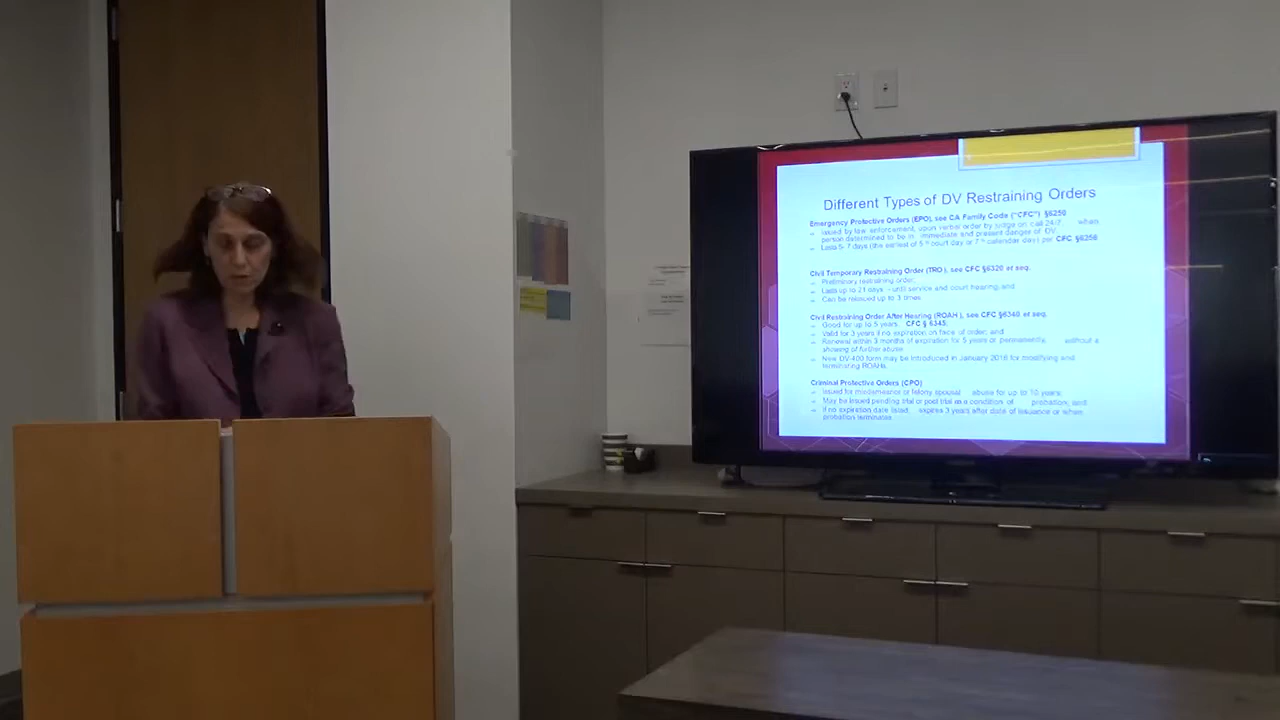 Different Types of DV Restraining Orders
Emergency Protective Orders (EPO), see CA Family Code ("CFC") §6250
Issued by law enforcement, upon verbal order by judge on call 24/7 when
person determined to be in immediate and present danger of DV
Lasts 5- 7 days (the earliest of 5th court day or 7th calendar day) per CFC §6256
Civil Temporary Restraining Order (TRO), see CFC §6320 et seq.
Preliminary restraining order;
Lasts up to 21 days - until service and court hearing; and
Can be reissued up to 3 times
Civil Restraining Order After Hearing (ROAH), see CFC §6340 et seq.
Good for up to 5 years, CFC § 6345;
Valid for 3 years if no expiration on face of order; and
Renewal within 3 months of expiration for 5 years or permanently, without a
showing of further abuse
New DV-400 form may be introduced in January 2018 for modifying and
terminating ROAHs
Criminal Protective Orders (CPO)
Issued for misdemeanor or felony spousal abuse for up to 10 years;
May be issued pending trial or post trial as a condition of probation; and
If no expiration date listed, expires 3 years after date of issuance or when
probation terminates